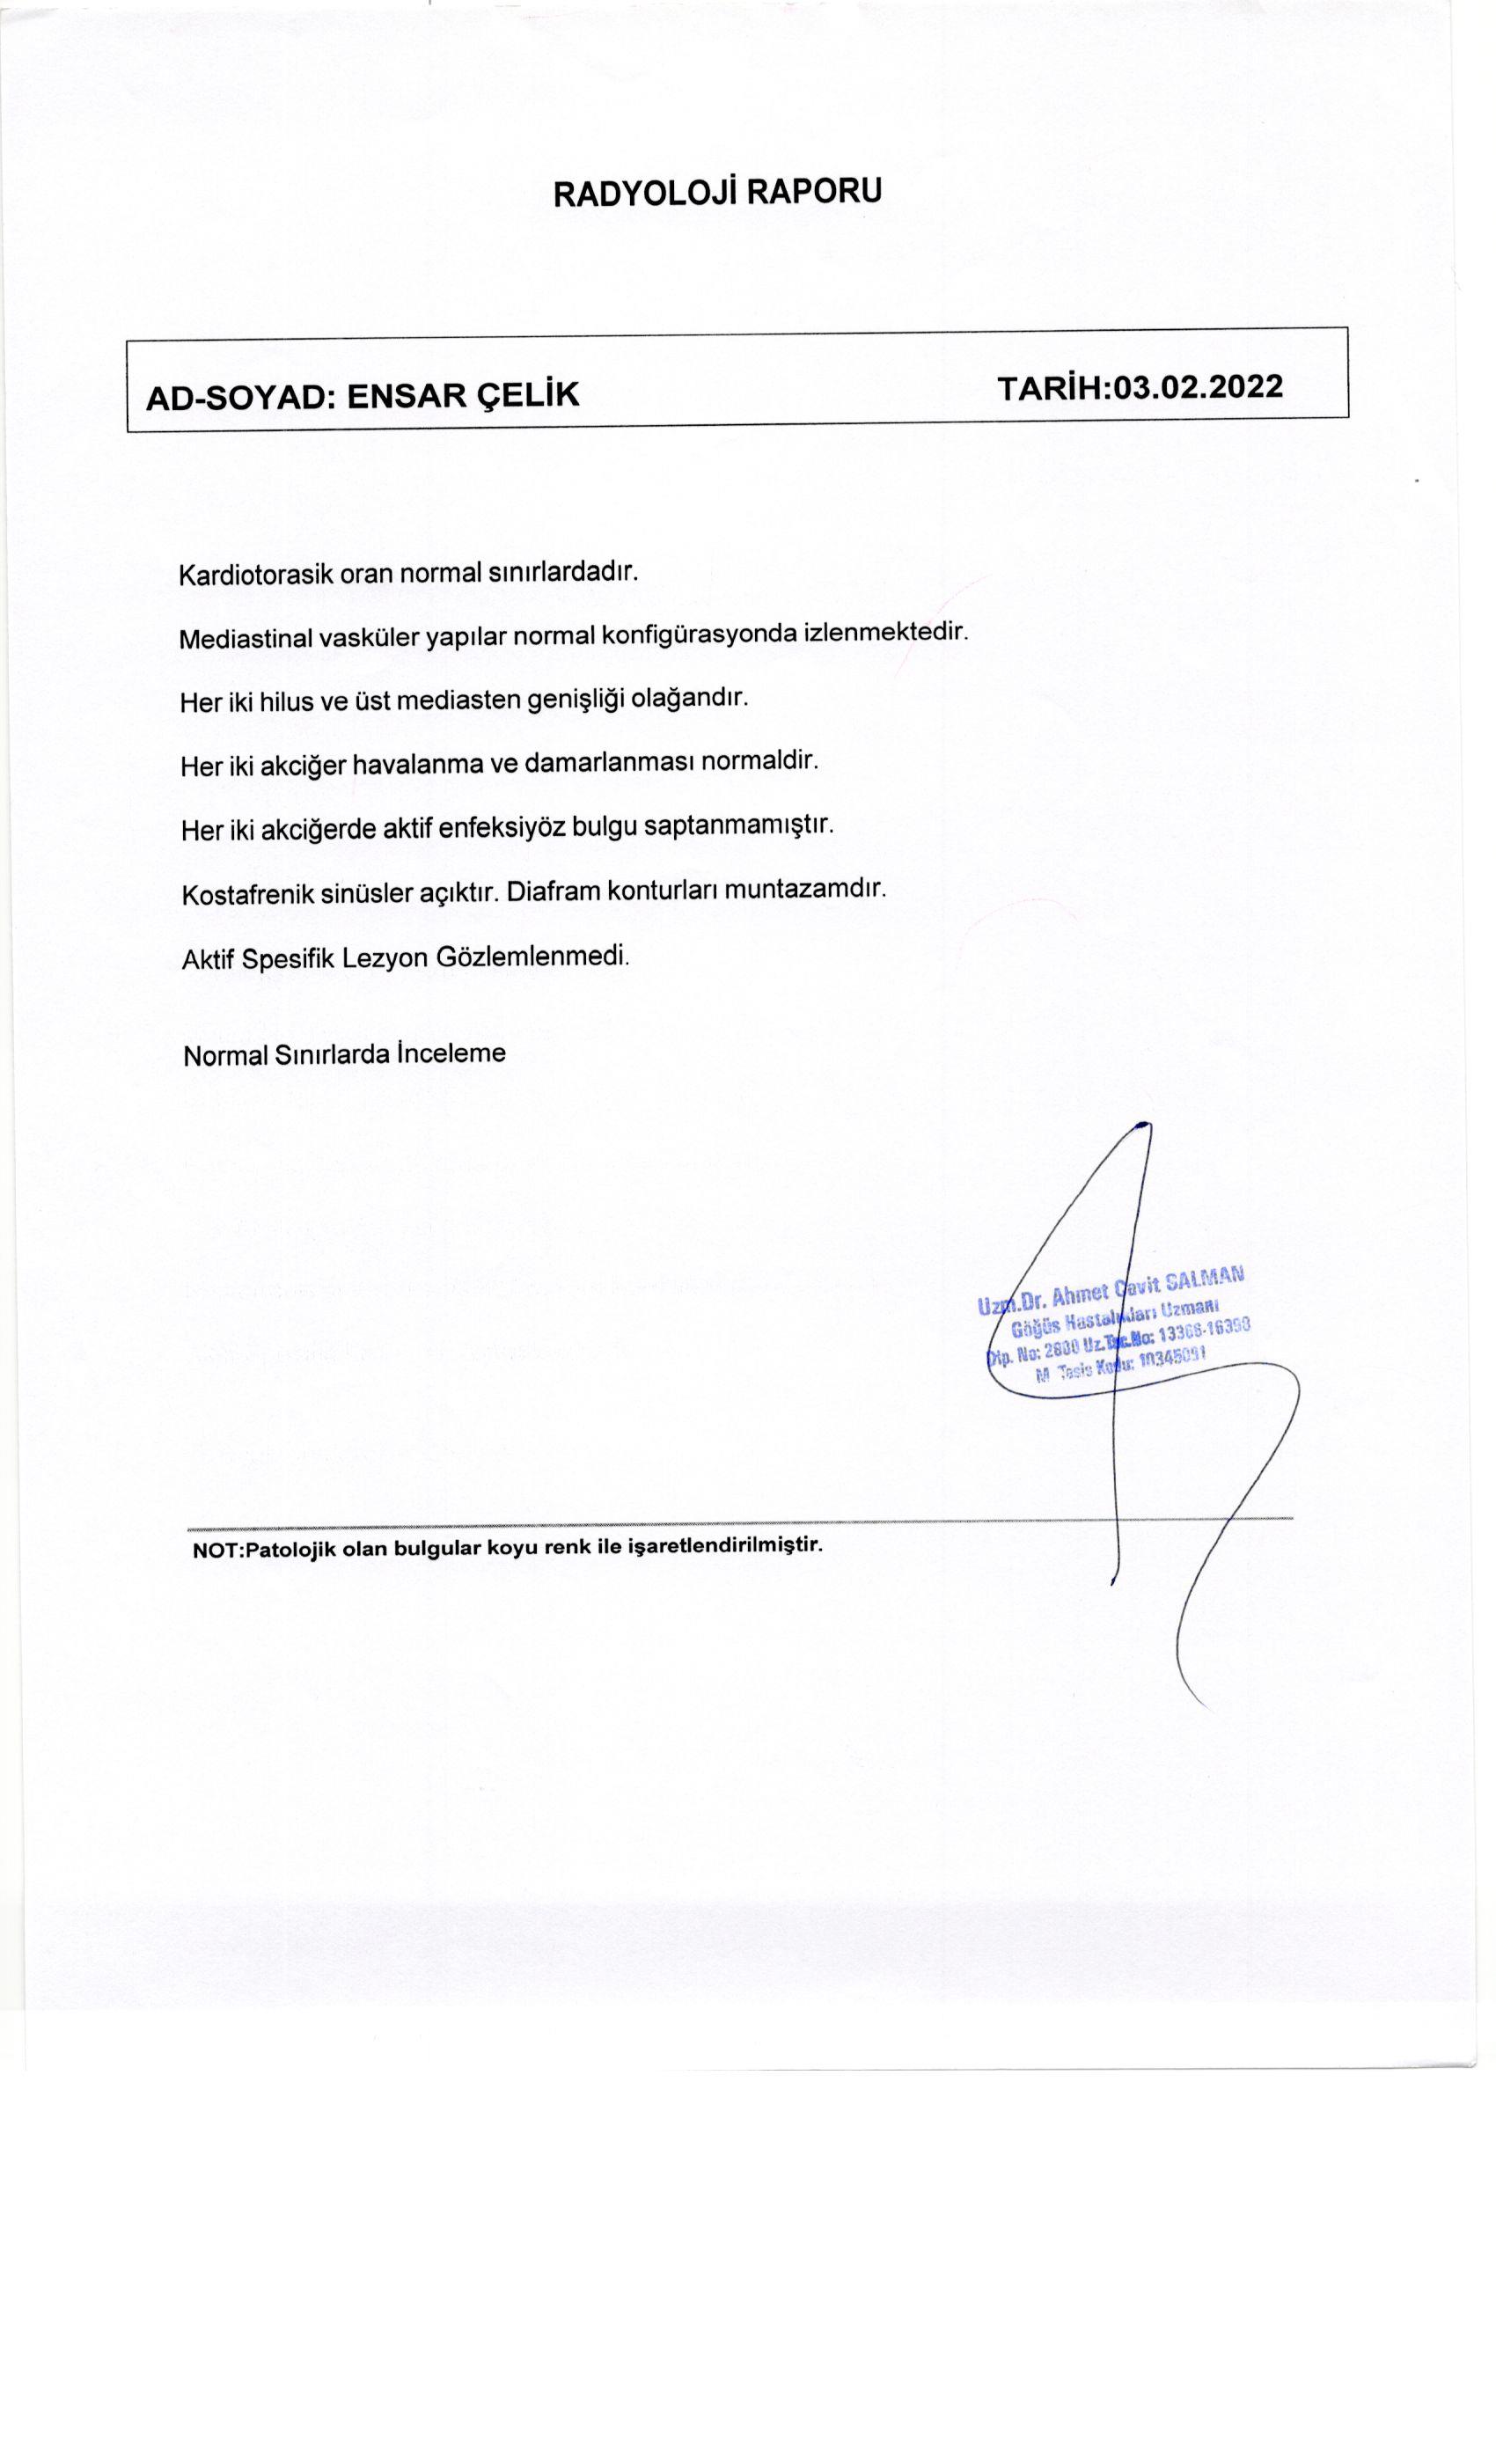 RADYOLOJİ RAPORU
AD-SOYAD: ENSAR ÇELİK TARİH:03.02.2022
Kardiotorasik oran normal sınırlardadır.
Mediastinal vasküler yapılar normal konfigürasyonda izlenmektedir.
Her iki hilus ve üst mediasten genişliği olağandır.
Her iki akciğer havalanma ve damarlanması normaldir.
Her iki akciğerde aktif enfeksiyöz bulgu saptanmamıştır.
Kostafrenik sinüsler açıktır. Diafram konturları muntazamdır.
Aktif Spesifik Lezyon Gözlemlenmedi.
Normal Sınırlarda İnceleme
Uzm.Dr. Ahmet Cavit SALMAN
Göğüs Hastalıkları Uzmanı
Dip. No: Uz. No:
M Tesis Kodu: 10345091
NOT:Patolojik olan bulgular koyu renk ile işaretlendirilmiştir.